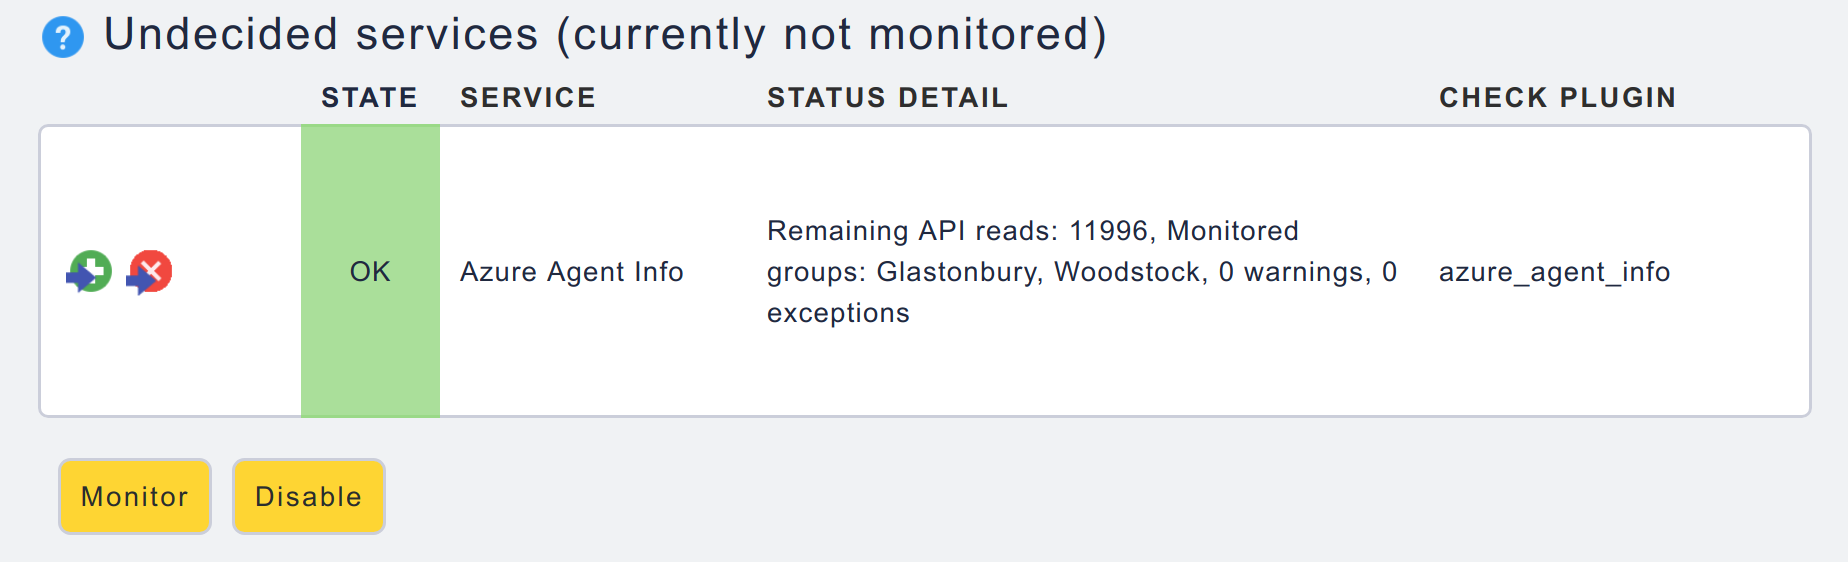 ? Undecided services (currently not monitored)
STATE SERVICE STATUS DETAIL CHECK PLUGIN
Remaining API reads: 11996, Monitored
OK Azure Agent Info groups: Glastonbury, Woodstock, 0 warnings, 0 azure_agent_info
exceptions
Monitor Disable